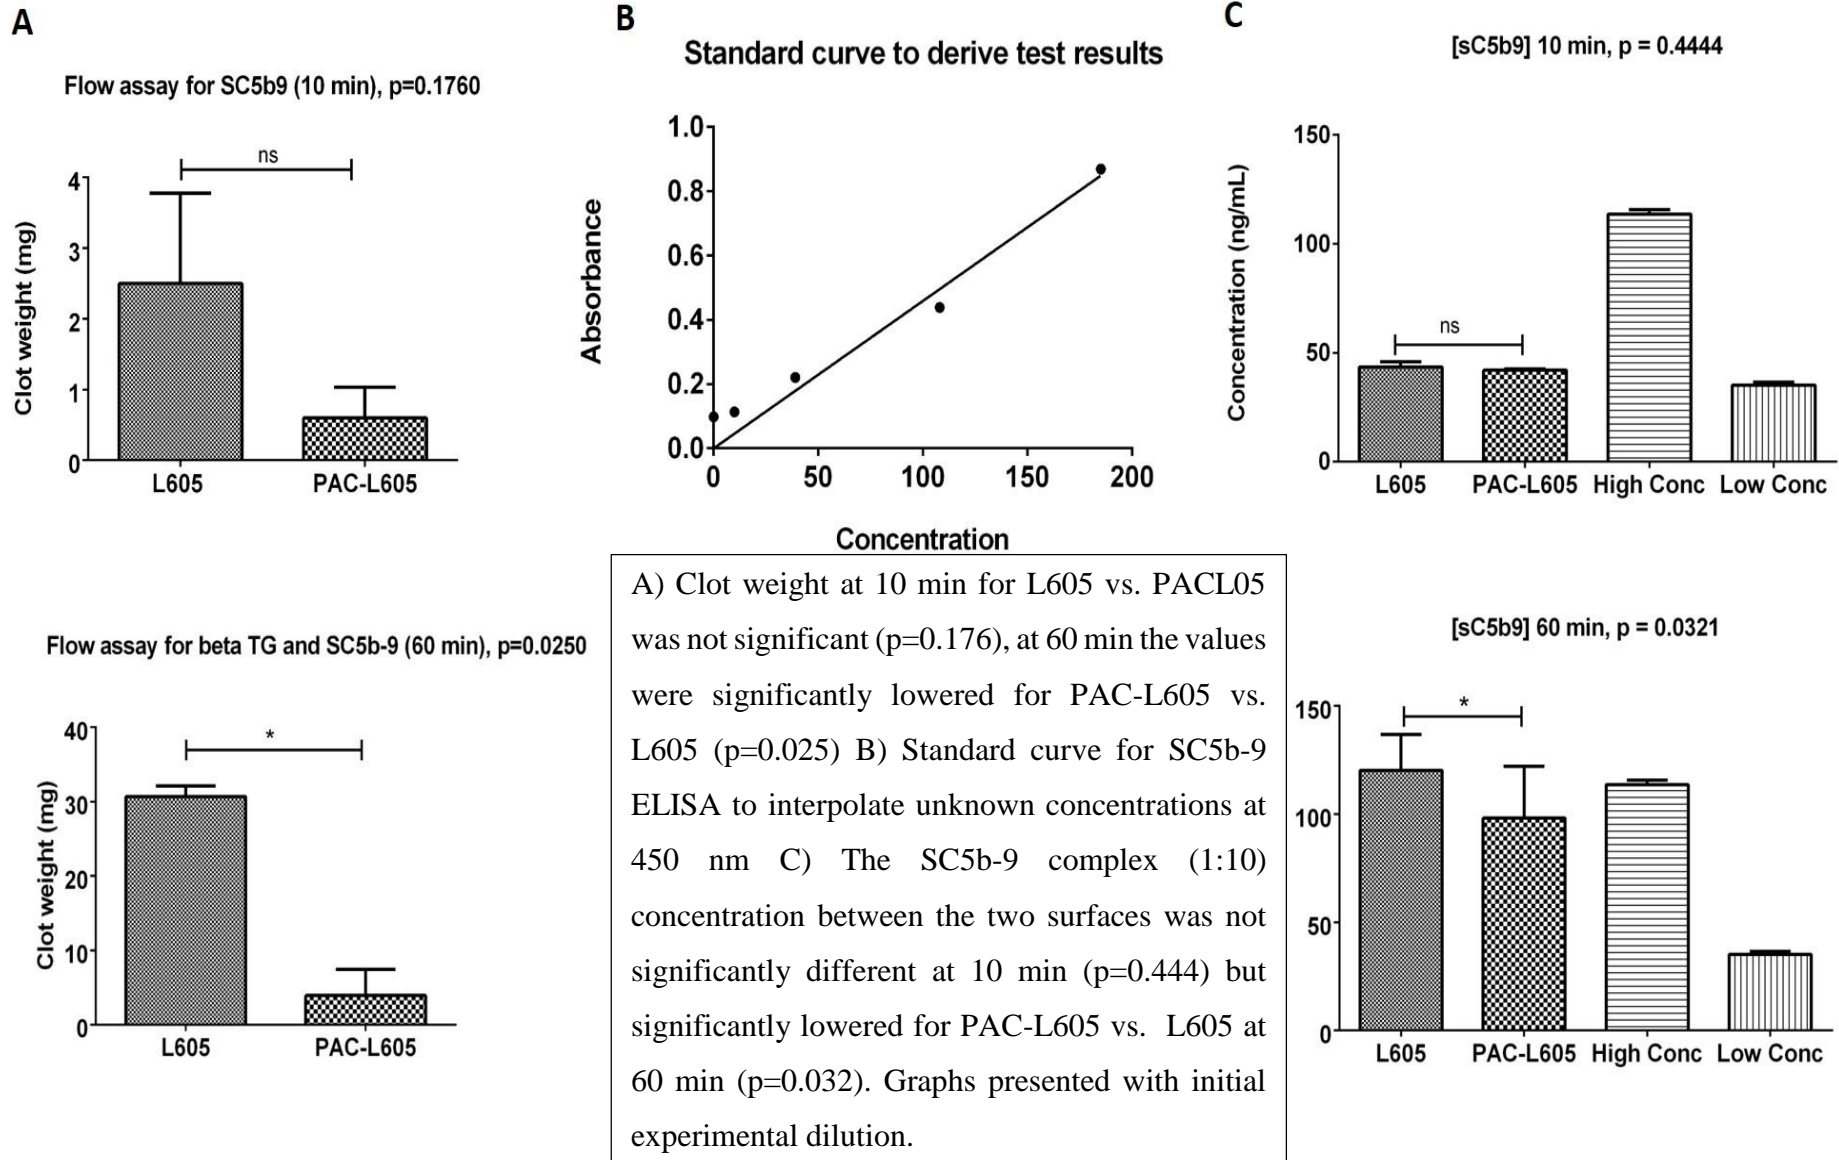 A
Flow assay for SC5b9 (10 min), p=0.1760
ns
Clot weight (mg)
4
3
2
1
0
L605 PAC-L605
Flow assay for beta TG and SC5b-9 (60 min), p=0.0250
*
Clot weight (mg)
40
30
20
10
0
L605 PAC-L605
B
Standard curve to derive test results
Absorbance
1.0
0.8
0.6
0.4
0.2
0.0
0 50 100 150 200
Concentration
A) Clot weight at 10 min for L605 vs. PACL05
was not significant (p=0.176), at 60 min the values
were significantly lowered for PAC-L605 vs.
L605 (p=0.025) B) Standard curve for SC5b-9
ELISA to interpolate unknown concentrations at
450 nm C) The SC5b-9 complex (1:10)
concentration between the two surfaces was not
significantly different at 10 min (p=0.444) but
significantly lowered for PAC-L605 vs. L605 at
60 min (p=0.032). Graphs presented with initial
experimental dilution.
C
[sC5b9] 10 min, p = 0.4444
Concentration (ng/mL)
150
100
50
0
ns
L605 PAC-L605 High Conc Low Conc
[sC5b9] 60 min, p = 0.0321
*
150
100
50
0
L605 PAC-L605 High Conc Low Conc